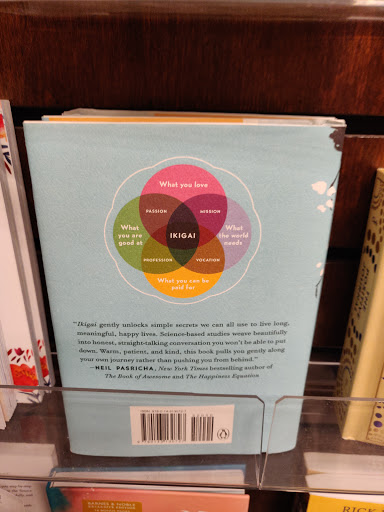 What you love
PASSION
MISSION
What
you are
good at
IKIGAI
What
the world
needs
PROFESSION
VOCATION
What you can be
paid for
"Ikigai gently unlocks simple secrets we can all use to live long,
meaningful, happy lives. Science-based studies weave beautifully
into honest, straight-talking conversation you won't be able to put
down. Warm, patient, and kind, this book pulls you gently along
your own journey rather than pushing you from behind."
—NEIL PASRICHA, New York Times bestselling author of
The Book of Awesome and The Happiness Equation
BARNES & NOBLE